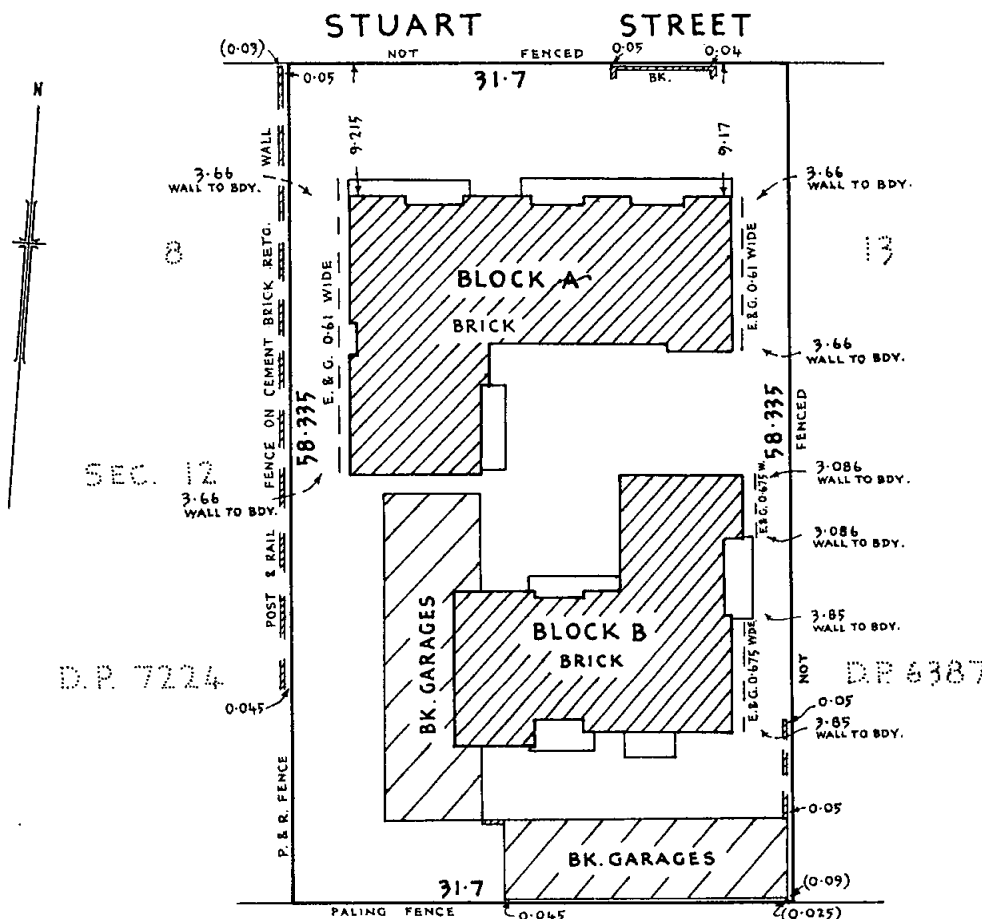 STUART STREET
NOT FENCED
(0.03)
0.05
31.7
0.05
0.04
BK.
N
9.215
9.17
3.66
WALL TO BDY.
3.66
WALL TO BDY.
8
13
E.& G. 0.61 WIDE
E.& G. 0.61 WIDE
BLOCK A
BRICK
3.66
WALL TO BDY.
POST & RAIL FENCE ON CEMENT BRICK RETG. WALL
58.335
58.335
NOT FENCED
SEC. 12
3.66
WALL TO BDY.
E.& G. 0.675 W.
3.086
WALL TO BDY.
3.086
WALL TO BDY.
BK. GARAGES
BLOCK B
BRICK
3.85
WALL TO BDY.
E.& G. 0.675 WDE
D.P. 7224
D.P. 6387
0.045
0.05
3.85
WALL TO BDY.
P. & R. FENCE
0.05
BK. GARAGES
31.7
(0.09)
PALING FENCE
0.045
(0.025)